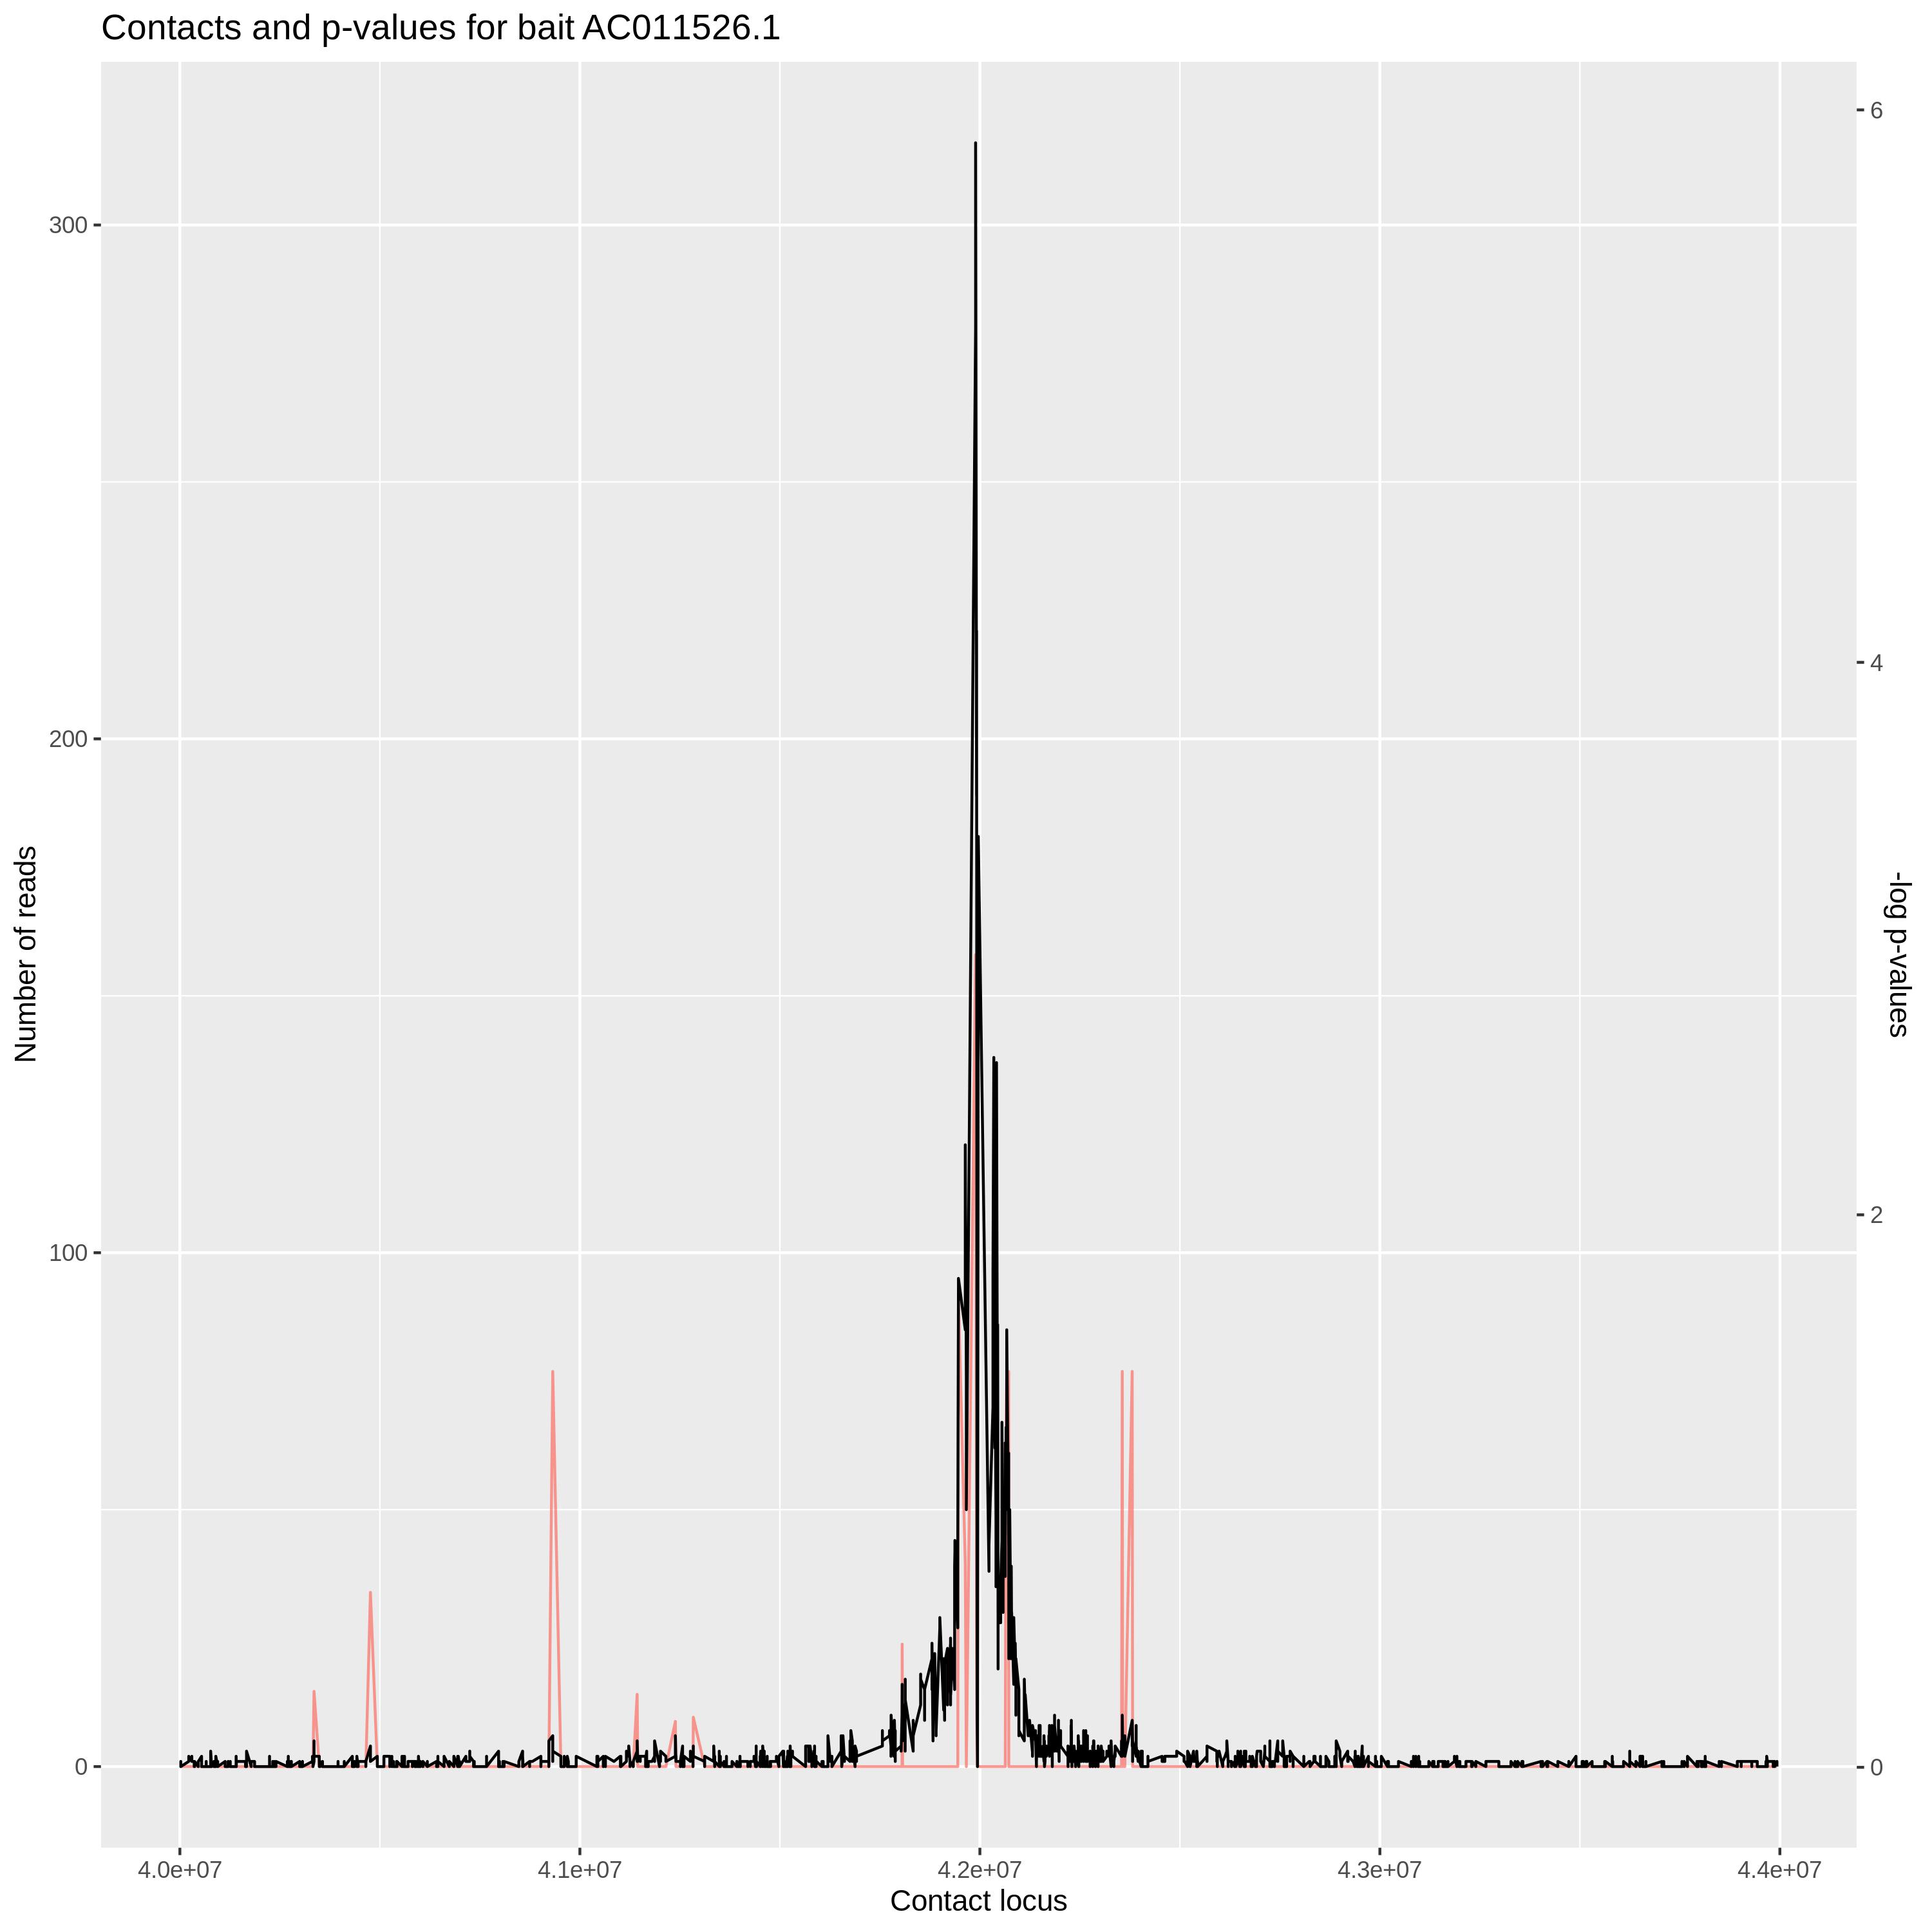 Contacts and p-values for bait AC011526.1
300
200
100
0
6
4
2
0
Number of reads
-log p-values
4.0e+07
4.1e+07
4.2e+07
4.3e+07
4.4e+07
Contact locus